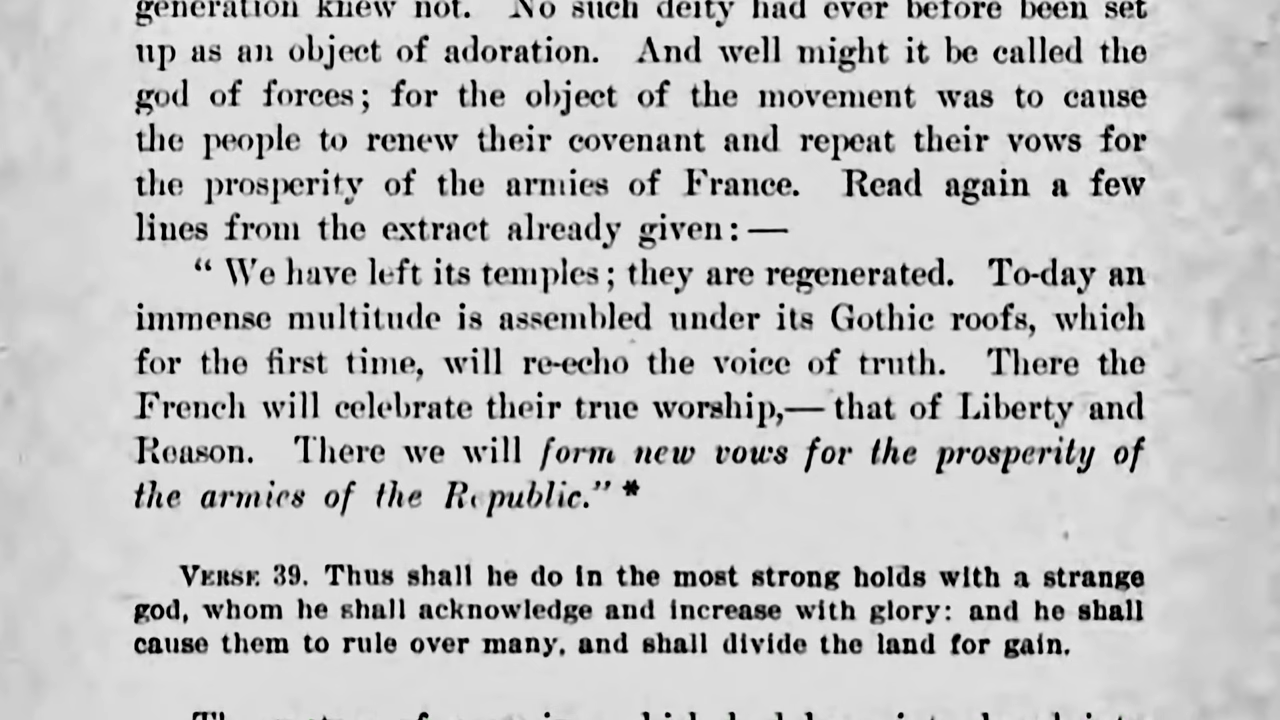 generation knew not. No such deity had ever before been set
up as an object of adoration. And well might it be called the
god of forces; for the object of the movement was to cause
the people to renew their covenant and repeat their vows for
the prosperity of the armies of France. Read again a few
lines from the extract already given:—
“ We have left its temples; they are regenerated. To-day an
immense multitude is assembled under its Gothic roofs, which
for the first time, will re-echo the voice of truth. There the
French will celebrate their true worship,— that of Liberty and
Reason. There we will form new vows for the prosperity of
the armies of the Republic.” *
VERSE 39. Thus shall he do in the most strong holds with a strange
god, whom he shall acknowledge and increase with glory: and he shall
cause them to rule over many, and shall divide the land for gain.